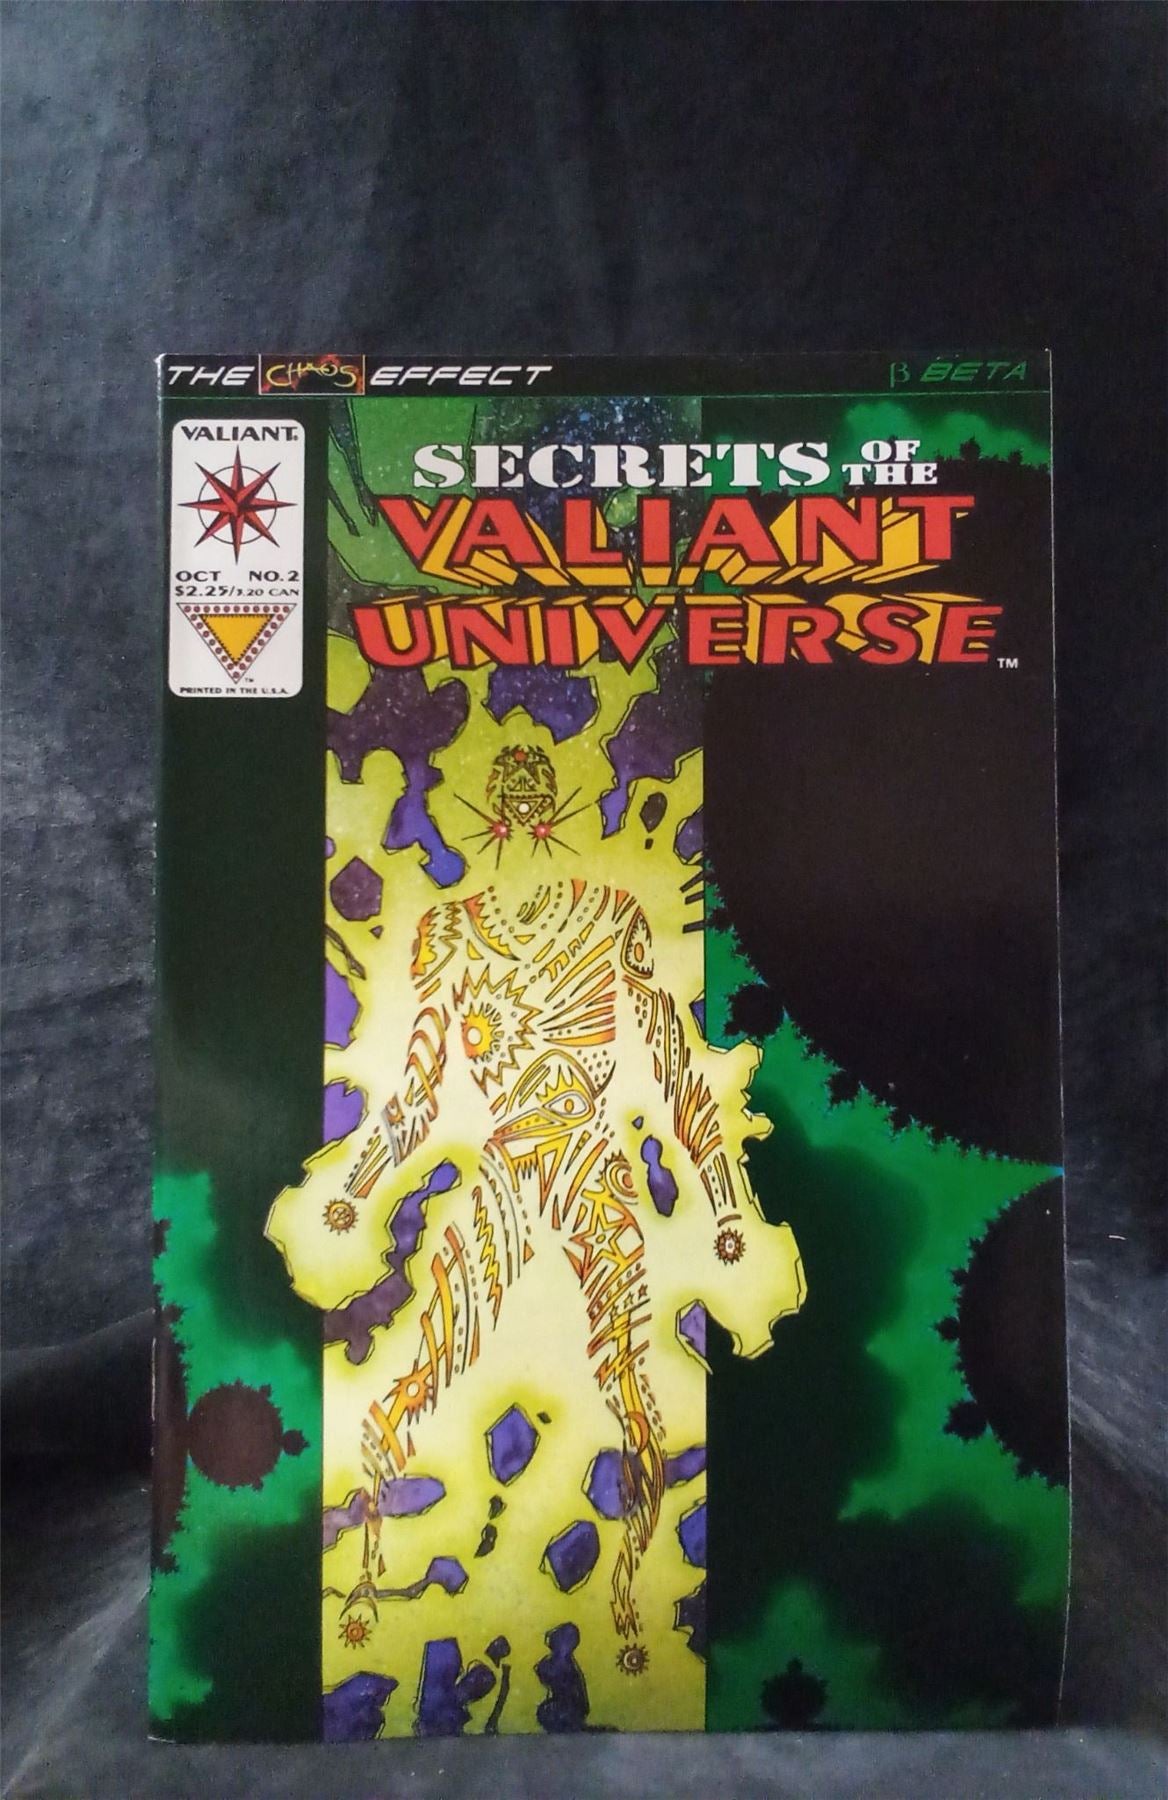 THE CHAOS EFFECT
β BETA
VALIANT.
OCT NO. 2
$2.25/3.20 CAN
TM
PRINTED IN THE U.S.A.
SECRETS OF THE
VALIANT
UNIVERSE TM